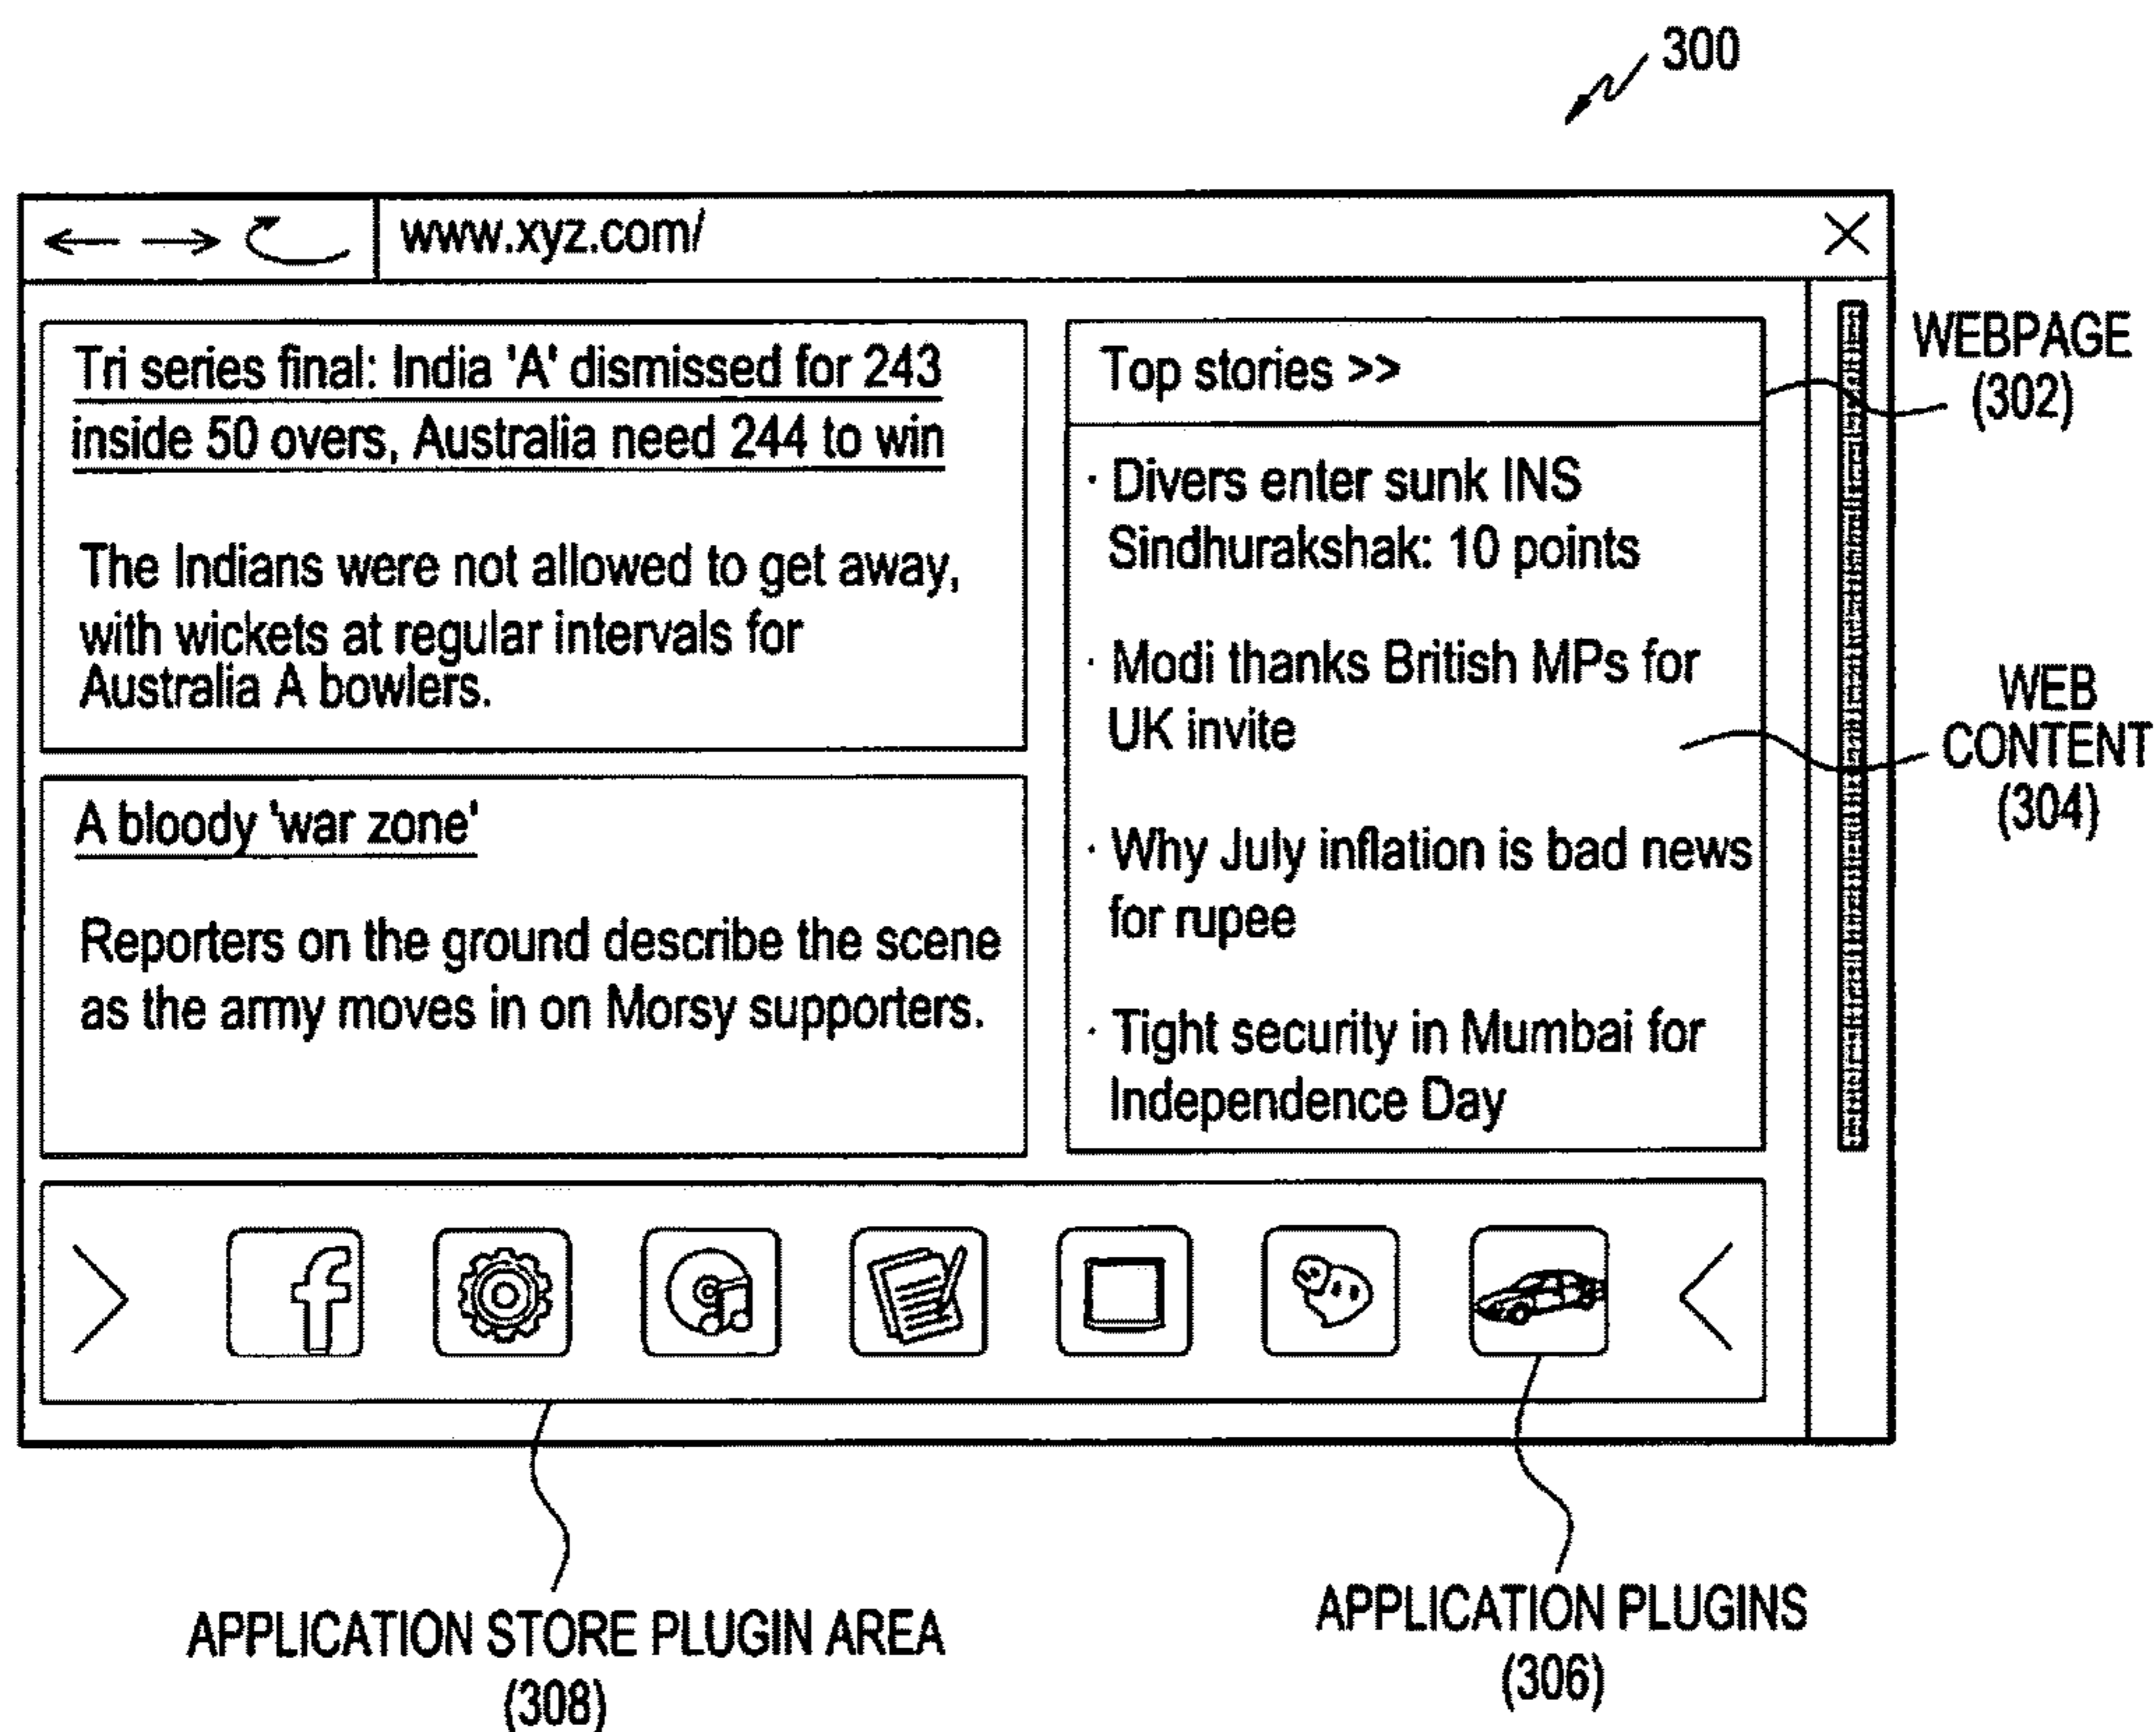 300
www.xyz.com/
Tri series final: India 'A' dismissed for 243
inside 50 overs, Australia need 244 to win
The Indians were not allowed to get away,
with wickets at regular intervals for
Australia A bowlers.
A bloody 'war zone'
Reporters on the ground describe the scene
as the army moves in on Morsy supporters.
Top stories >>
· Divers enter sunk INS
Sindhurakshak: 10 points
· Modi thanks British MPs for
UK invite
· Why July inflation is bad news
for rupee
· Tight security in Mumbai for
Independence Day
WEBPAGE
(302)
WEB
CONTENT
(304)
f
APPLICATION STORE PLUGIN AREA
(308)
APPLICATION PLUGINS
(306)